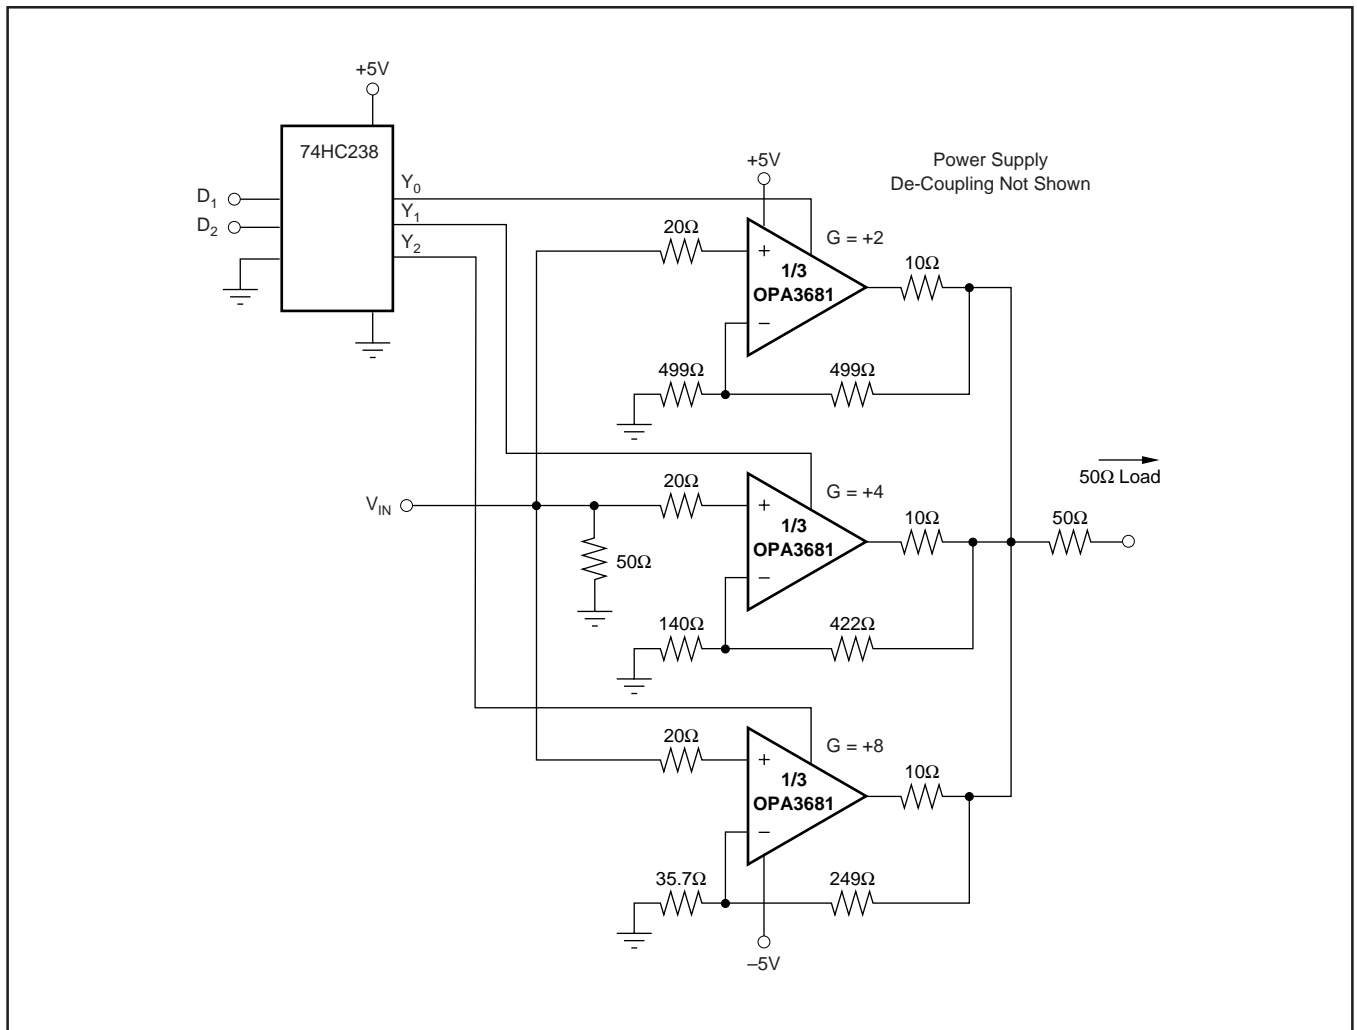 +5V
74HC238
D1
D2
Y0
Y1
Y2
+5V
Power Supply
De-Coupling Not Shown
20Ω
+
G = +2
1/3
OPA3681
10Ω
–
499Ω
499Ω
20Ω
+
G = +4
1/3
OPA3681
10Ω
–
VIN
50Ω
50Ω Load
50Ω
140Ω
422Ω
20Ω
+
G = +8
1/3
OPA3681
10Ω
–
35.7Ω
249Ω
–5V